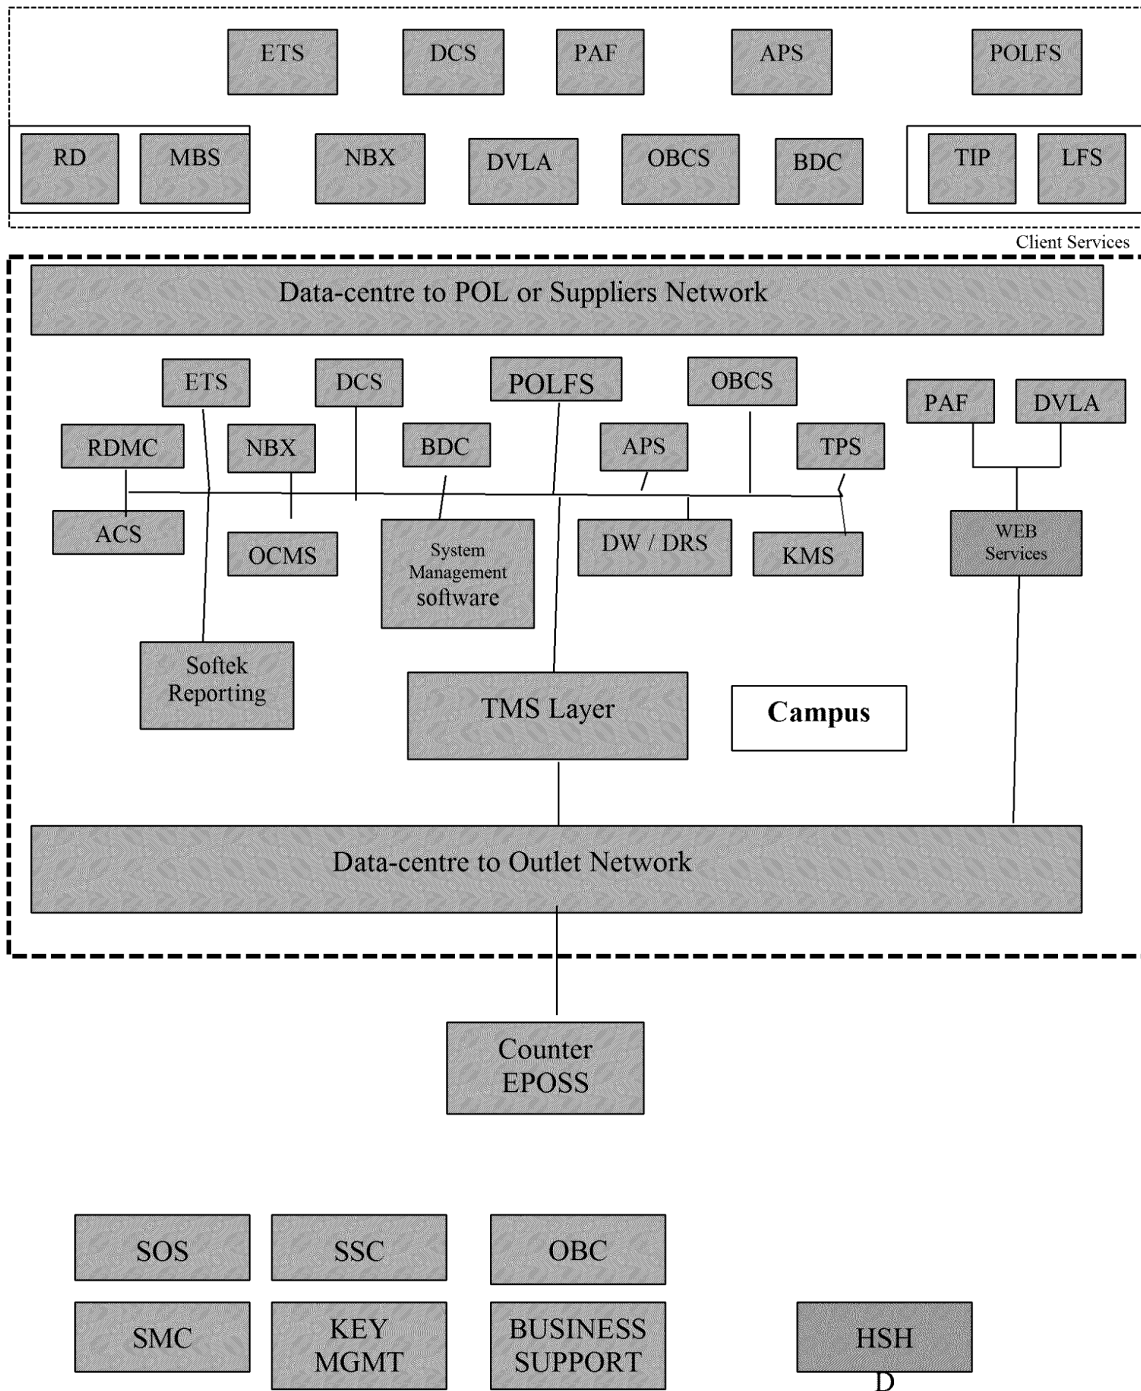 ETS
DCS
PAF
APS
POLFS
RD
MBS
NBX
DVLA
OBCS
BDC
TIP
LFS
Client Services
Data-centre to POL or Suppliers Network
ETS
DCS
POLFS
OBCS
PAF
DVLA
RDMC
NBX
BDC
APS
TPS
ACS
OCMS
System
Management
software
DW / DRS
KMS
WEB
Services
Softek
Reporting
TMS Layer
Campus
Data-centre to Outlet Network
Counter
EPOSS
SOS
SSC
OBC
SMC
KEY
MGMT
BUSINESS
SUPPORT
HSH
D